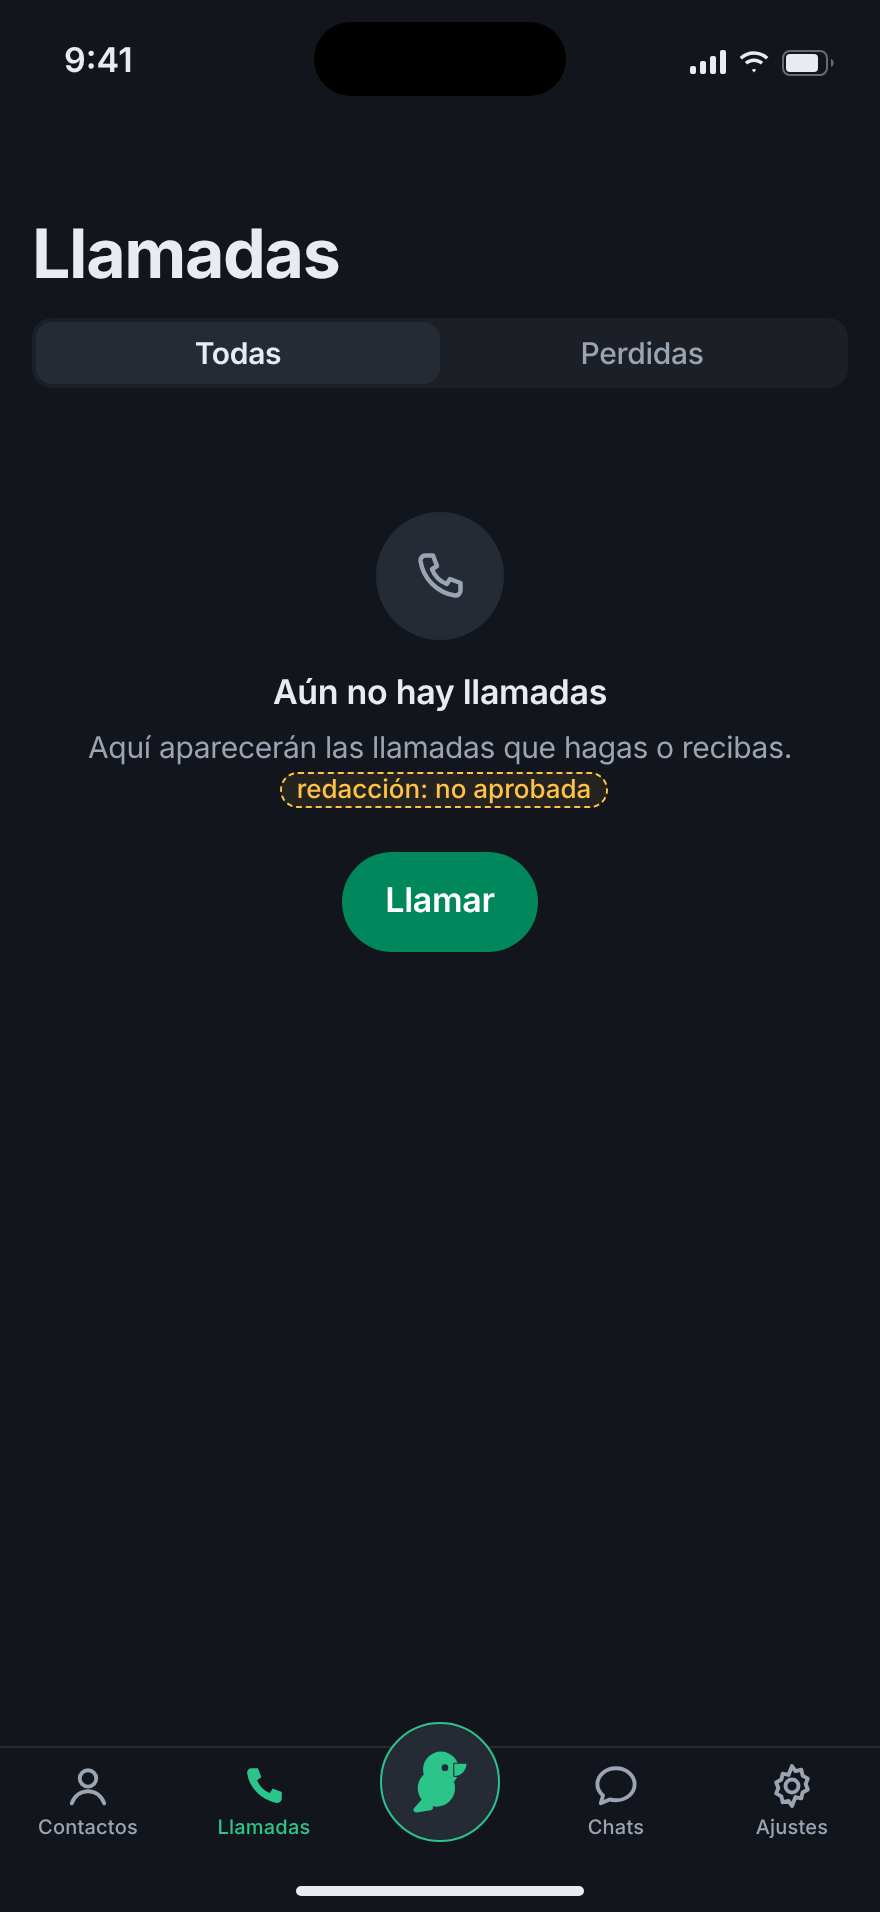 9:41
Llamadas
Todas
Perdidas
Aún no hay llamadas
Aquí aparecerán las llamadas que hagas o recibas.
redacción: no aprobada
Llamar
Contactos
Llamadas
Chats
Ajustes